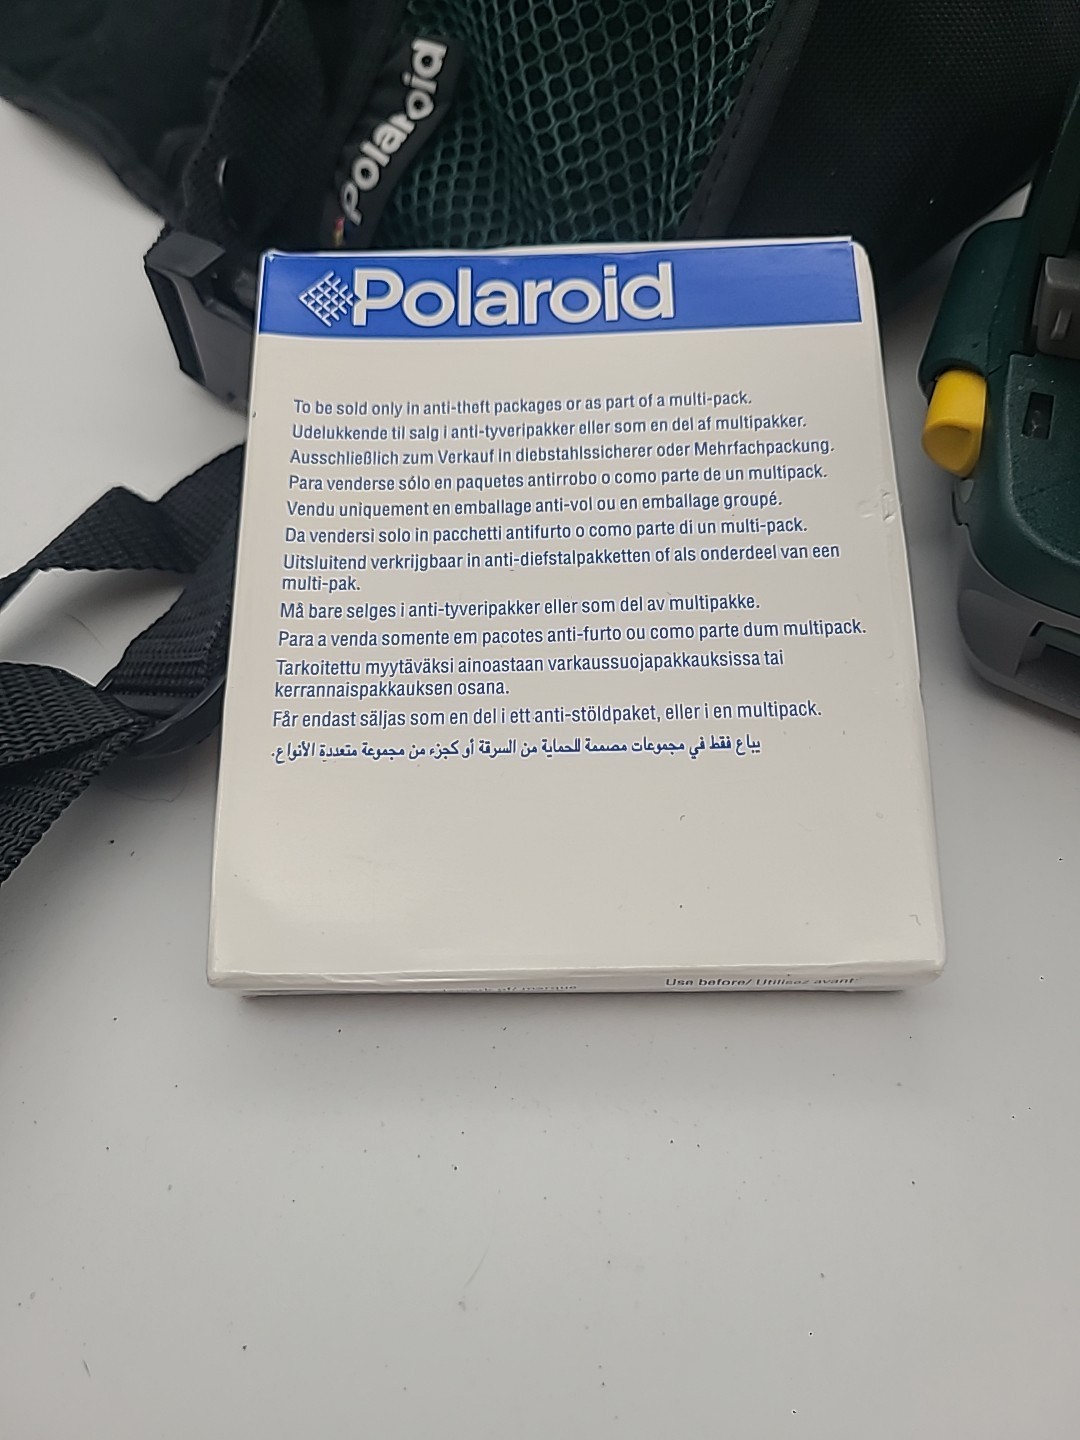 Polaroid
Polaroid
To be sold only in anti-theft packages or as part of a multi-pack.
Udelukkende til salg i anti-tyveripakker eller som en del af multipakker.
Ausschließlich zum Verkauf in diebstahlssicherer oder Mehrfachpackung.
Para venderse sólo en paquetes antirrobo o como parte de un multipack.
Vendu uniquement en emballage anti-vol ou en emballage groupé.
Da vendersi solo in pacchetti antifurto o como parte di un multi-pack.
Uitsluitend verkrijgbaar in anti-diefstalpakketten of als onderdeel van een
multi-pak.
Må bare selges i anti-tyveripakker eller som del av multipakke.
Para a venda somente em pacotes anti-furto ou como parte dum multipack.
Tarkoitettu myytäväksi ainoastaan varkaussuojapakkauksissa tai
kerrannaispakkauksen osana.
Får endast säljas som en del i ett anti-stöldpaket, eller i en multipack.
يباع فقط في مجموعات مصممة للحماية من السرقة أو كجزء من مجموعة متعددة الأنواع.
marque
Use before/ Utilisez avant